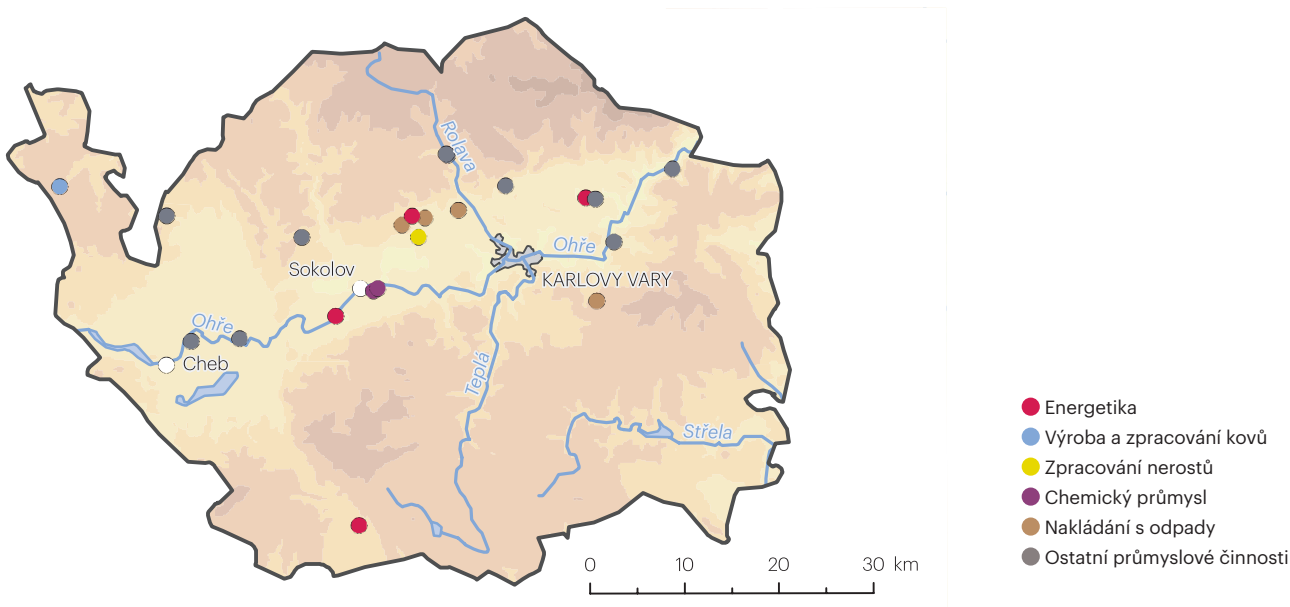 Rolava
Ohře
Sokolov
KARLOVY VARY
Ohře
Cheb
Teplá
Střela
0 10 20 30 km
Energetika
Výroba a zpracování kovů
Zpracování nerostů
Chemický průmysl
Nakládání s odpady
Ostatní průmyslové činnosti